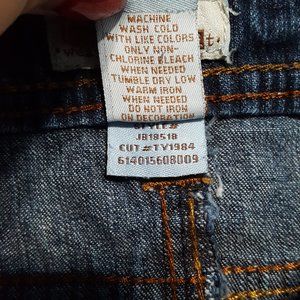 MACHINE
WASH COLD
WITH LIKE COLORS
ONLY NON-
CHLORINE BLEACH
WHEN NEEDED
TUMBLE DRY LOW
WARM IRON
WHEN NEEDED
DO NOT IRON
ON DECORATION
STYLE#
JB18518
CUT #TY1984
614015608009